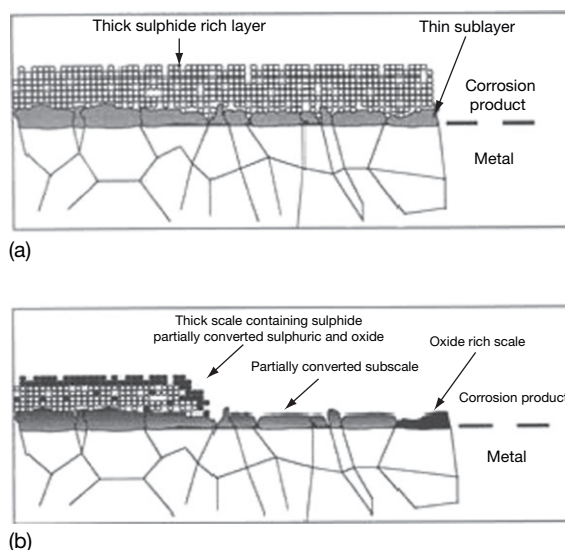 Thick sulphide rich layer
Thin sublayer
Corrosion
product
Metal
(a)
Thick scale containing sulphide
partially converted sulphuric and oxide
Oxide rich scale
Partially converted subscale
Corrosion product
Metal
(b)